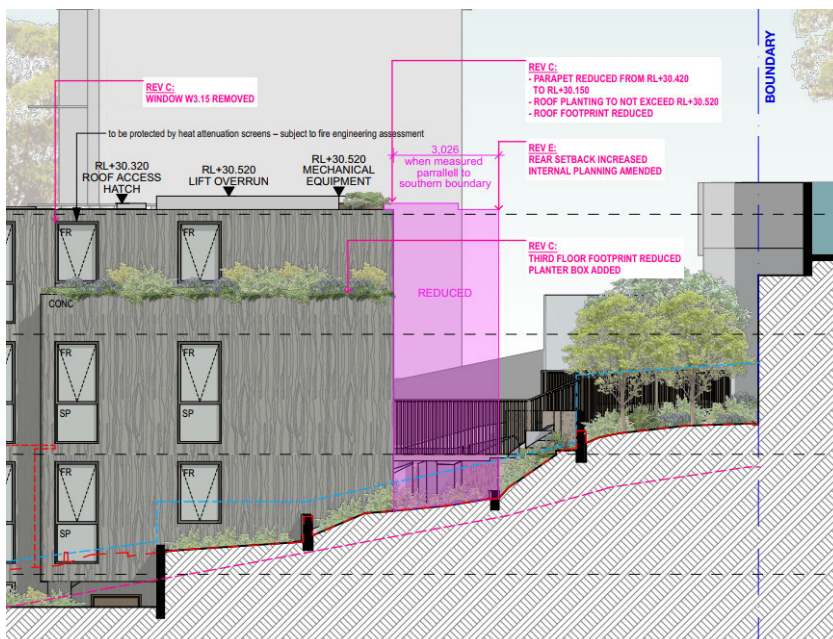 REV C:
WINDOW W3.15 REMOVED
REV C:
- PARAPET REDUCED FROM RL+30.420
TO RL+30.150
- ROOF PLANTING TO NOT EXCEED RL+30.520
- ROOF FOOTPRINT REDUCED
BOUNDARY
to be protected by heat attenuation screens – subject to fire engineering assessment
3,026
when measured
parrallell to
southern boundary
REV E:
REAR SETBACK INCREASED
INTERNAL PLANNING AMENDED
RL+30.320
ROOF ACCESS
HATCH
RL+30.520
LIFT OVERRUN
RL+30.520
MECHANICAL
EQUIPMENT
FR
FR
REV C:
THIRD FLOOR FOOTPRINT REDUCED
PLANTER BOX ADDED
REDUCED
CONC
FR
FR
SP
SP
FR
FR
SP